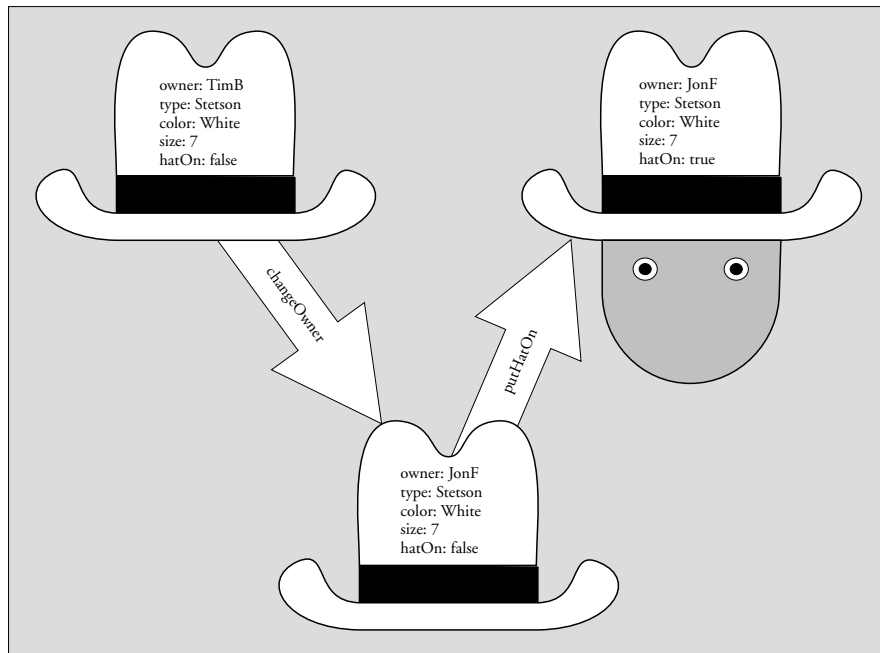 owner: TimB
type: Stetson
color: White
size: 7
hatOn: false
owner: JonF
type: Stetson
color: White
size: 7
hatOn: true
changeOwner
putHatOn
owner: JonF
type: Stetson
color: White
size: 7
hatOn: false